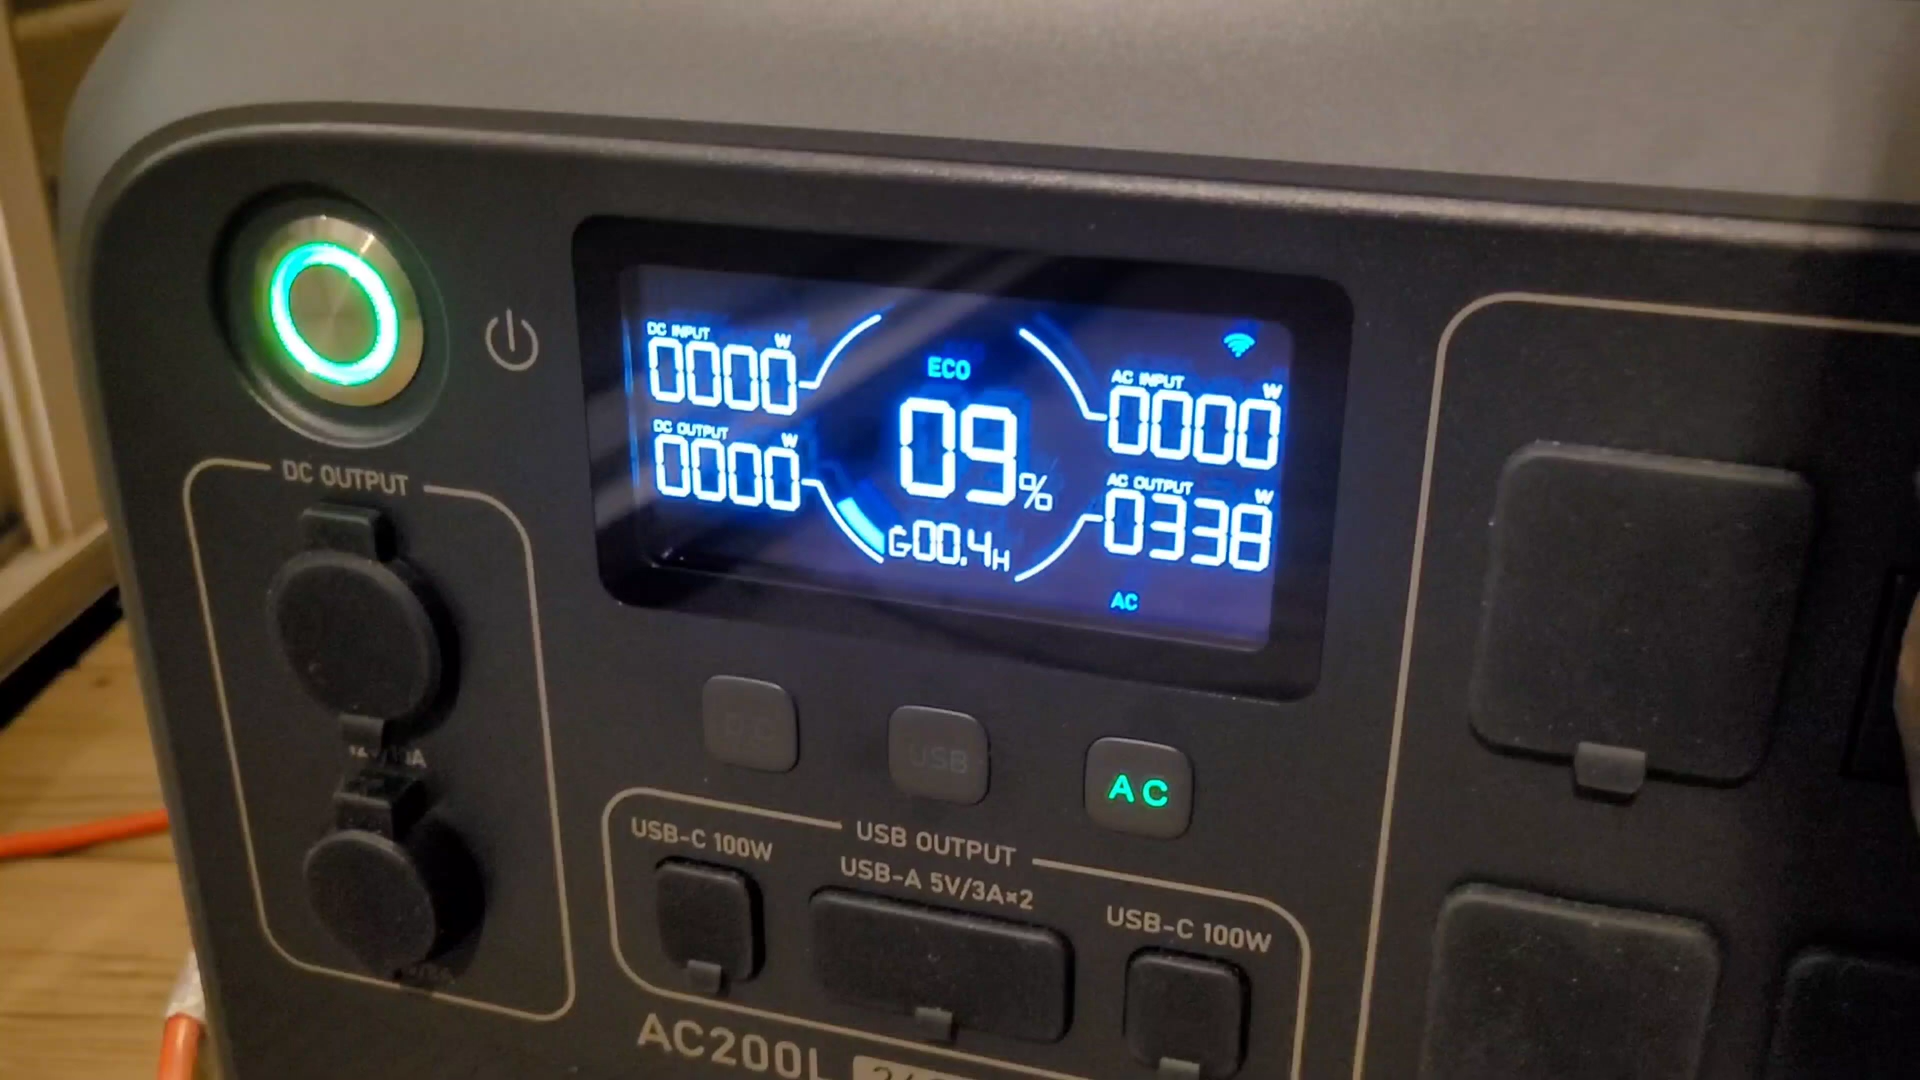 DC INPUT
0000 W
DC OUTPUT
0000 W
ECO
09%
00.4H
AC INPUT
0000 W
AC OUTPUT
0338 W
AC
DC OUTPUT
DC
USB
AC
USB OUTPUT
USB-C 100W
USB-A 5V/3A×2
USB-C 100W
AC200L